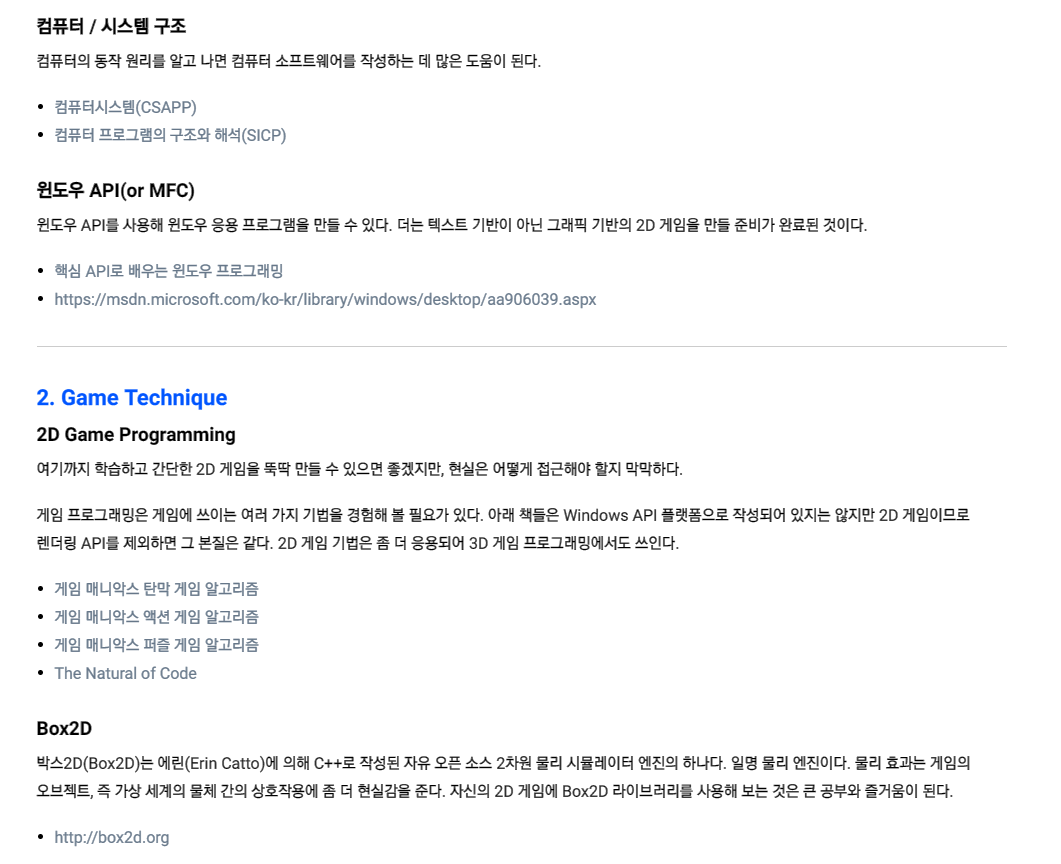 컴퓨터 / 시스템 구조
컴퓨터의 동작 원리를 알고 나면 컴퓨터 소프트웨어를 작성하는 데 많은 도움이 된다.
• 컴퓨터시스템(CSAPP)
• 컴퓨터 프로그램의 구조와 해석(SICP)
윈도우 API(or MFC)
윈도우 API를 사용해 윈도우 응용 프로그램을 만들 수 있다. 더는 텍스트 기반이 아닌 그래픽 기반의 2D 게임을 만들 준비가 완료된 것이다.
• 핵심 API로 배우는 윈도우 프로그래밍
• https://msdn.microsoft.com/ko-kr/library/windows/desktop/aa906039.aspx
2. Game Technique
2D Game Programming
여기까지 학습하고 간단한 2D 게임을 뚝딱 만들 수 있으면 좋겠지만, 현실은 어떻게 접근해야 할지 막막하다.
게임 프로그래밍은 게임에 쓰이는 여러 가지 기법을 경험해 볼 필요가 있다. 아래 책들은 Windows API 플랫폼으로 작성되어 있지는 않지만 2D 게임이므로
렌더링 API를 제외하면 그 본질은 같다. 2D 게임 기법은 좀 더 응용되어 3D 게임 프로그래밍에서도 쓰인다.
• 게임 매니악스 탄막 게임 알고리즘
• 게임 매니악스 액션 게임 알고리즘
• 게임 매니악스 퍼즐 게임 알고리즘
• The Natural of Code
Box2D
박스2D(Box2D)는 에린(Erin Catto)에 의해 C++로 작성된 자유 오픈 소스 2차원 물리 시뮬레이터 엔진의 하나다. 일명 물리 엔진이다. 물리 효과는 게임의
오브젝트, 즉 가상 세계의 물체 간의 상호작용에 좀 더 현실감을 준다. 자신의 2D 게임에 Box2D 라이브러리를 사용해 보는 것은 큰 공부와 즐거움이 된다.
• http://box2d.org